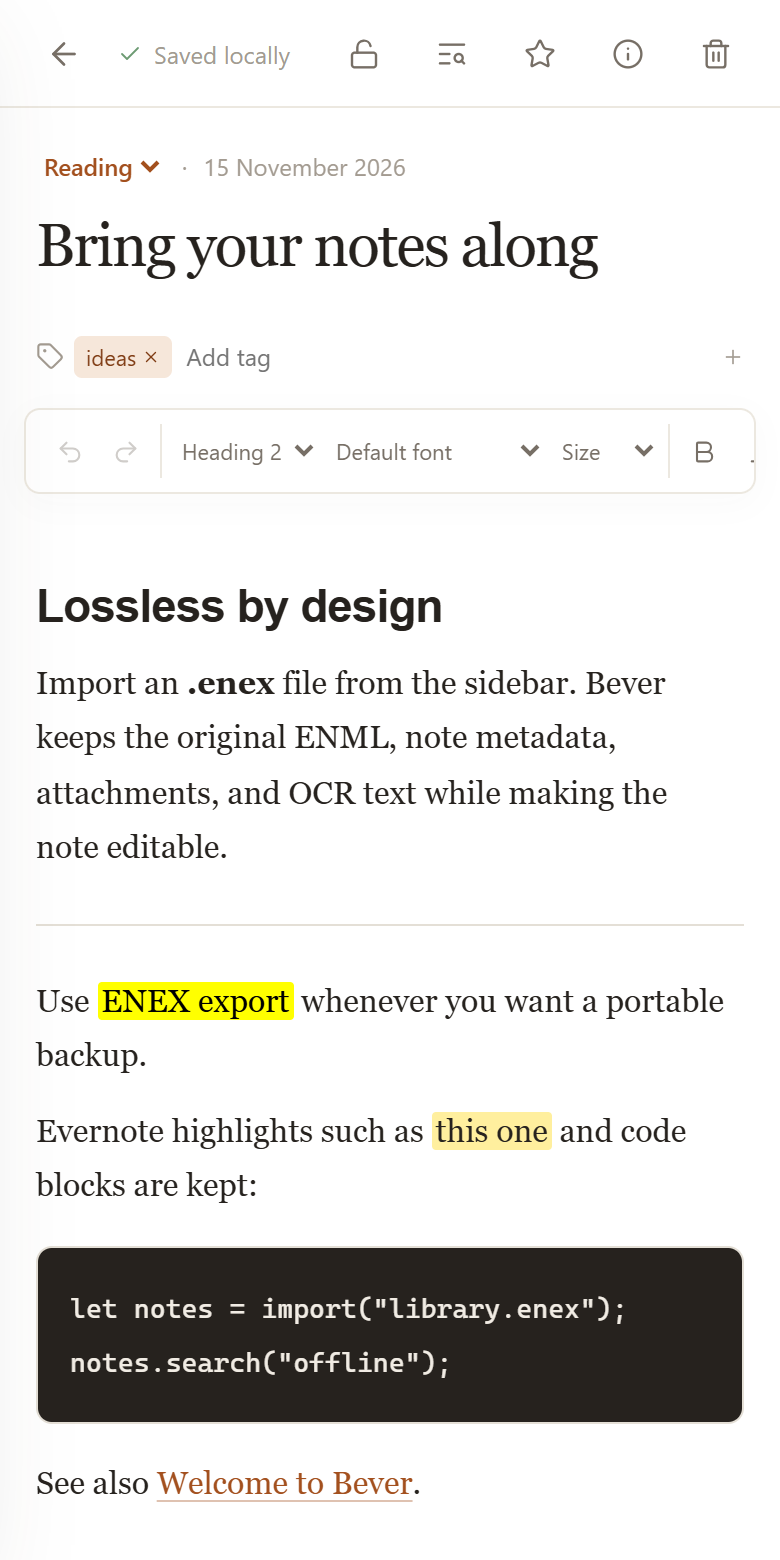 Saved locally
Reading · 15 November 2026
Bring your notes along
ideas × Add tag +
Heading 2 Default font Size B
Lossless by design
Import an .enex file from the sidebar. Bever
keeps the original ENML, note metadata,
attachments, and OCR text while making the
note editable.
Use ENEX export whenever you want a portable
backup.
Evernote highlights such as this one and code
blocks are kept:
let notes = import("library.enex");
notes.search("offline");
See also Welcome to Bever.